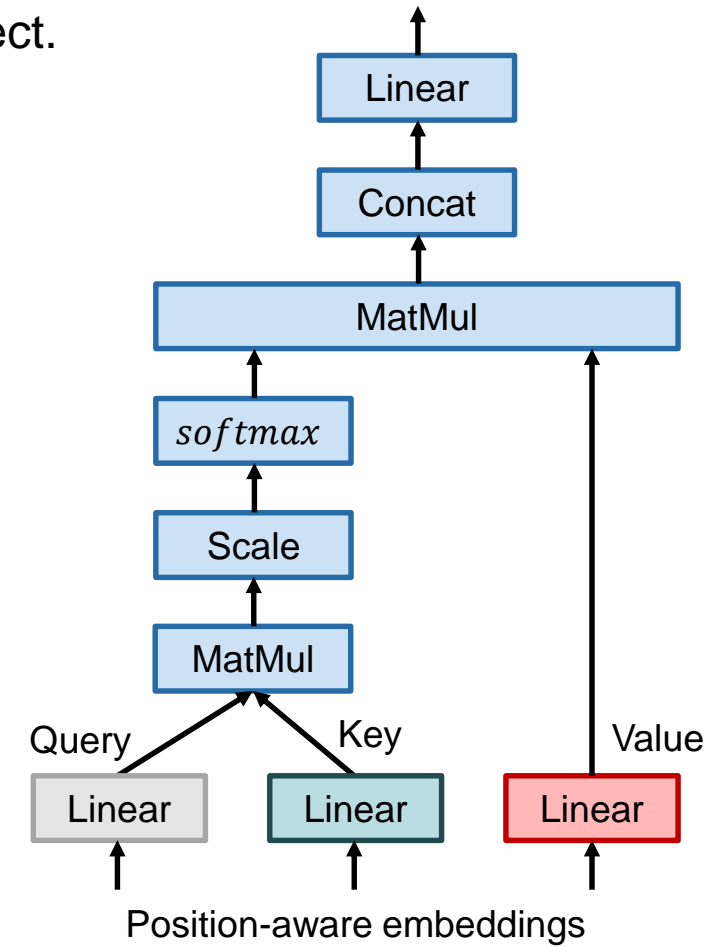 ect.
Linear
Concat
MatMul
softmax
Scale
MatMul
Query Key Value
Linear Linear Linear
Position-aware embeddings